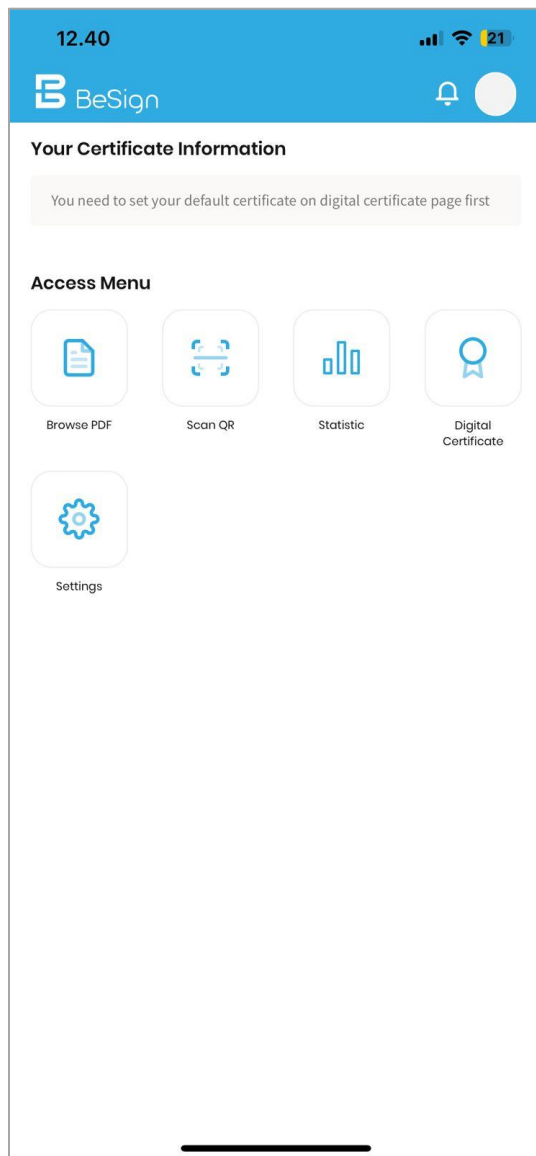 12.40
21
BeSign
Your Certificate Information
You need to set your default certificate on digital certificate page first
Access Menu
Browse PDF
Scan QR
Statistic
Digital
Certificate
Settings